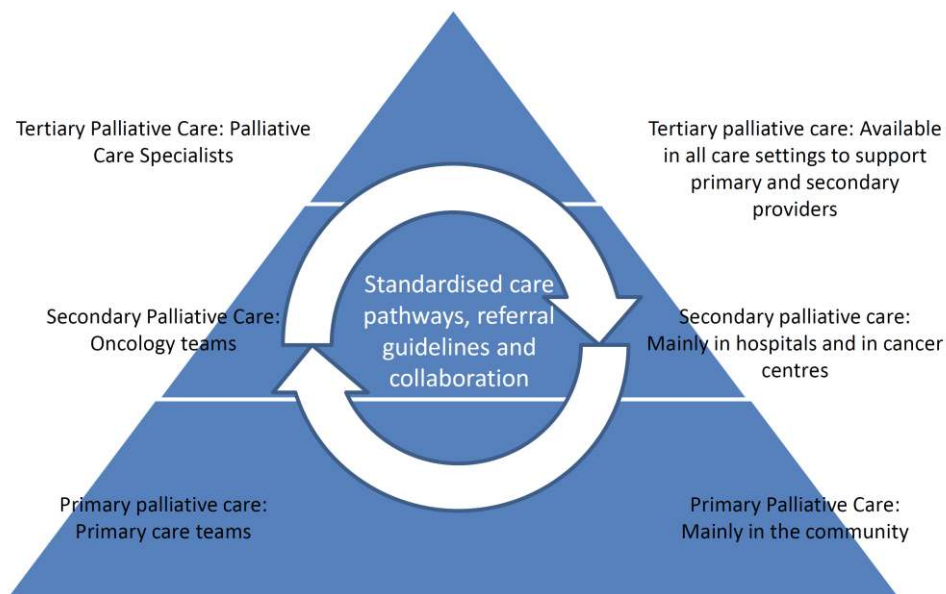 Tertiary Palliative Care: Palliative
Care Specialists
Tertiary palliative care: Available
in all care settings to support
primary and secondary
providers
Secondary Palliative Care:
Oncology teams
Standardised care
pathways, referral
guidelines and
collaboration
Secondary palliative care:
Mainly in hospitals and in cancer
centres
Primary palliative care:
Primary care teams
Primary Palliative Care:
Mainly in the community